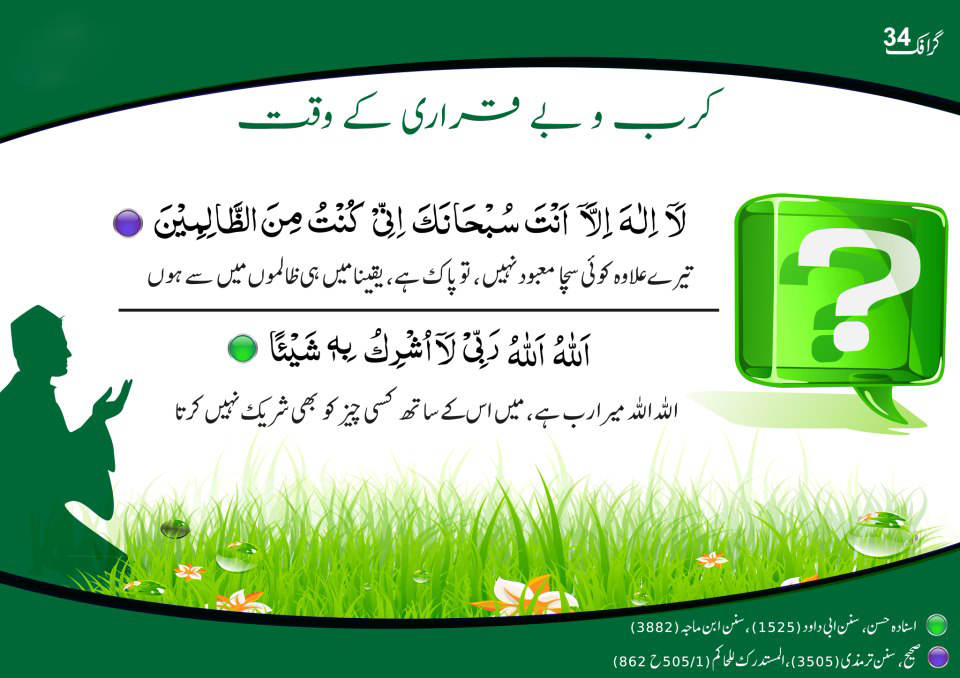 گرافک 34
کرب و بے قراری کے وقت
لَآ اِلٰهَ اِلَّآ اَنْتَ سُبْحَانَكَ اِنِّيْ كُنْتُ مِنَ الظَّالِمِيْنَ
تیرے علاوہ کوئی سچا معبود نہیں، تو پاک ہے، یقینا میں ہی ظالموں میں سے ہوں
اَللّٰهُ اَللّٰهُ رَبِّيْ لَآ اُشْرِكُ بِهٖ شَيْئًا
اللہ اللہ میرا رب ہے، میں اس کے ساتھ کسی چیز کو بھی شریک نہیں کرتا
?
اسنادہ حسن، سنن ابی داود (1525)، سنن ابن ماجہ (3882)
صحیح، سنن ترمذی (3505)، المستدرک للحاکم (505/1 ح 862)